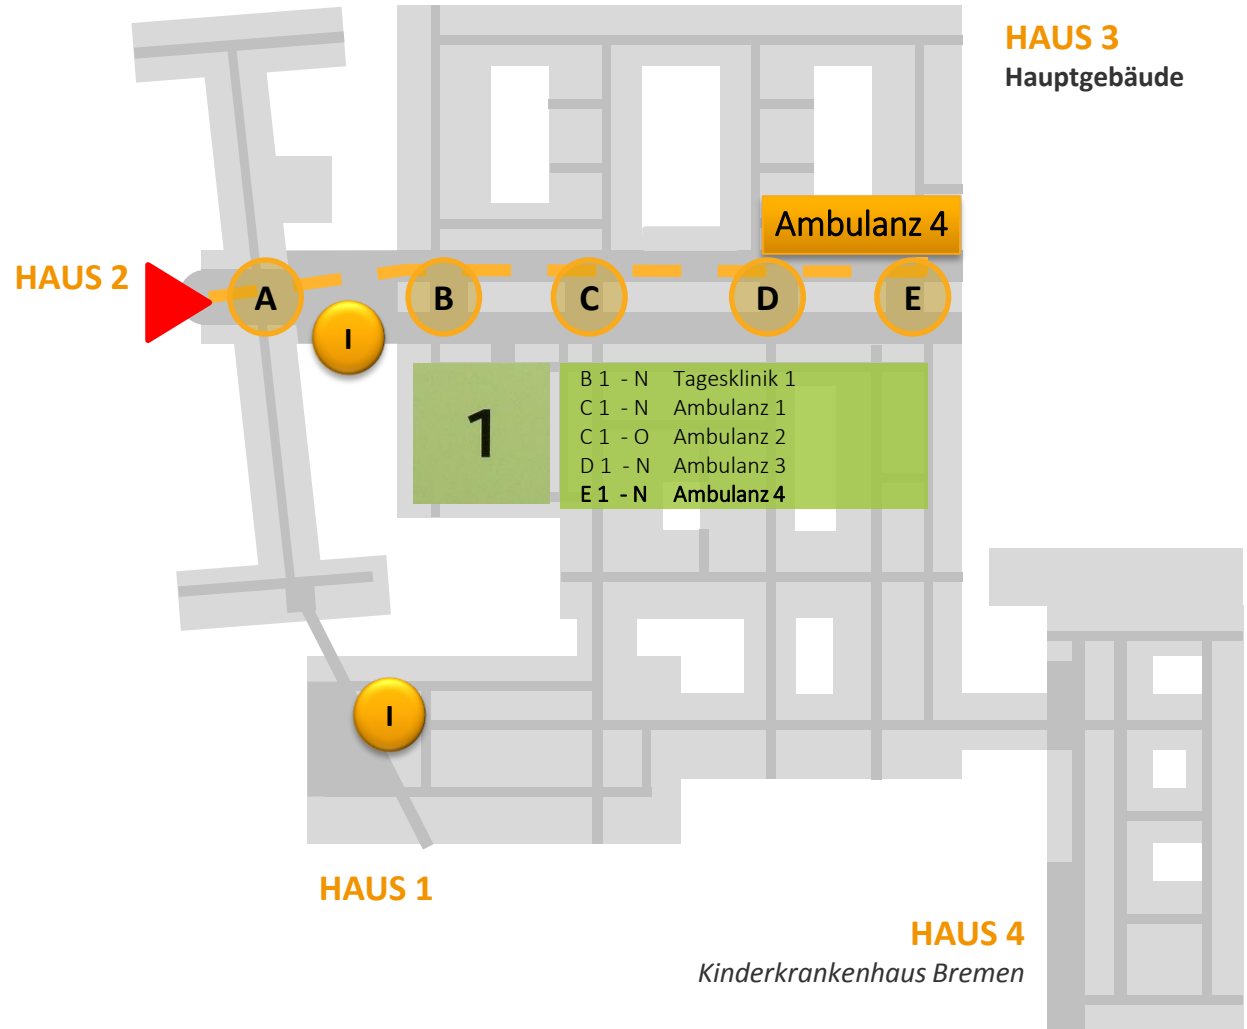 HAUS 3
Hauptgebäude
Ambulanz 4
HAUS 2
A
B
C
D
E
I
1
B 1 - N Tagesklinik 1
C 1 - N Ambulanz 1
C 1 - O Ambulanz 2
D 1 - N Ambulanz 3
E 1 - N Ambulanz 4
I
HAUS 1
HAUS 4
Kinderkrankenhaus Bremen